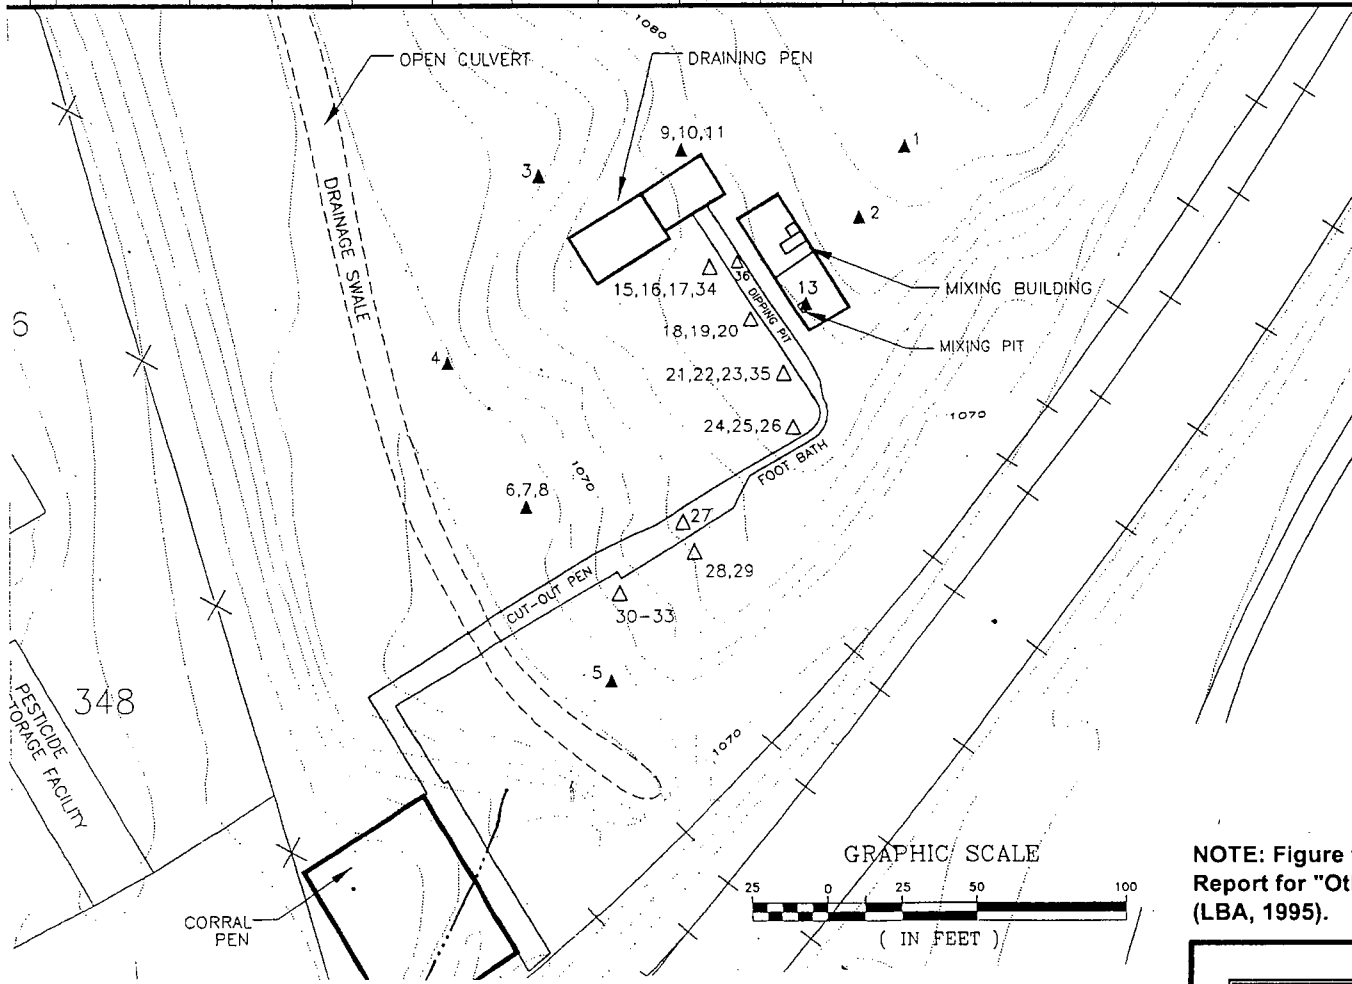 1080
OPEN CULVERT
DRAINING PEN
9,10,11
1
3
2
DRAINAGE SWALE
36
15,16,17,34
DIPPING PIT
13
MIXING BUILDING
6
18,19,20
MIXING PIT
4
21,22,23,35
1070
24,25,26
FOOT BATH
1070
6,7,8
27
28,29
CUT-OUT PEN
30-33
5
348
PESTICIDE
TORAGE FACILITY
1070
GRAPHIC SCALE
25 0 25 50 100
( IN FEET )
CORRAL
PEN
NOTE: Figure
Report for "Ot
(LBA, 1995).